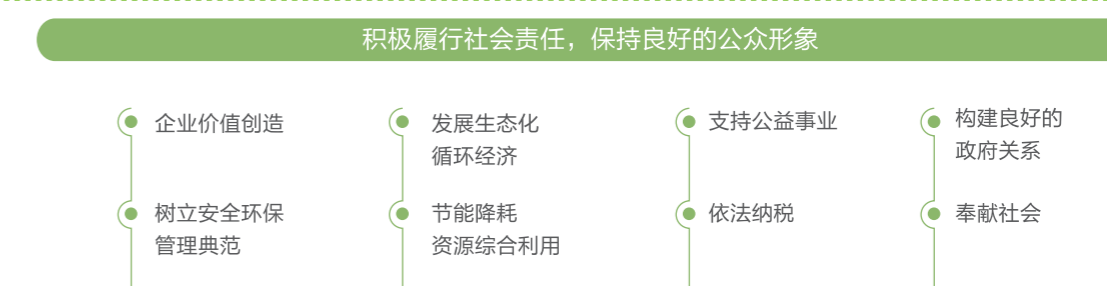 积极履行社会责任，保持良好的公众形象
企业价值创造
发展生态化
循环经济
支持公益事业
构建良好的
政府关系
树立安全环保
管理典范
节能降耗
资源综合利用
依法纳税
奉献社会